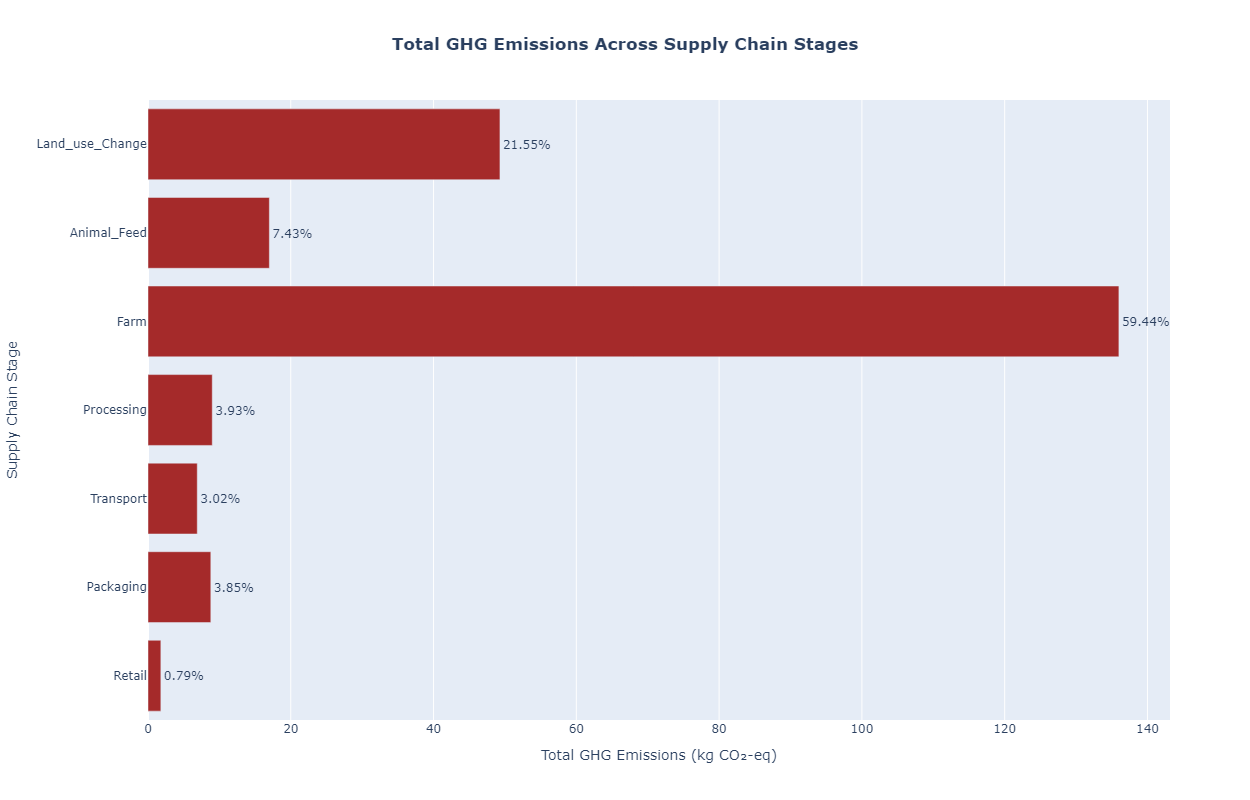 Total GHG Emissions Across Supply Chain Stages
Supply Chain Stage
Land_use_Change
21.55%
Animal_Feed
7.43%
Farm
59.44%
Processing
3.93%
Transport
3.02%
Packaging
3.85%
Retail
0.79%
0 20 40 60 80 100 120 140
Total GHG Emissions (kg CO₂-eq)